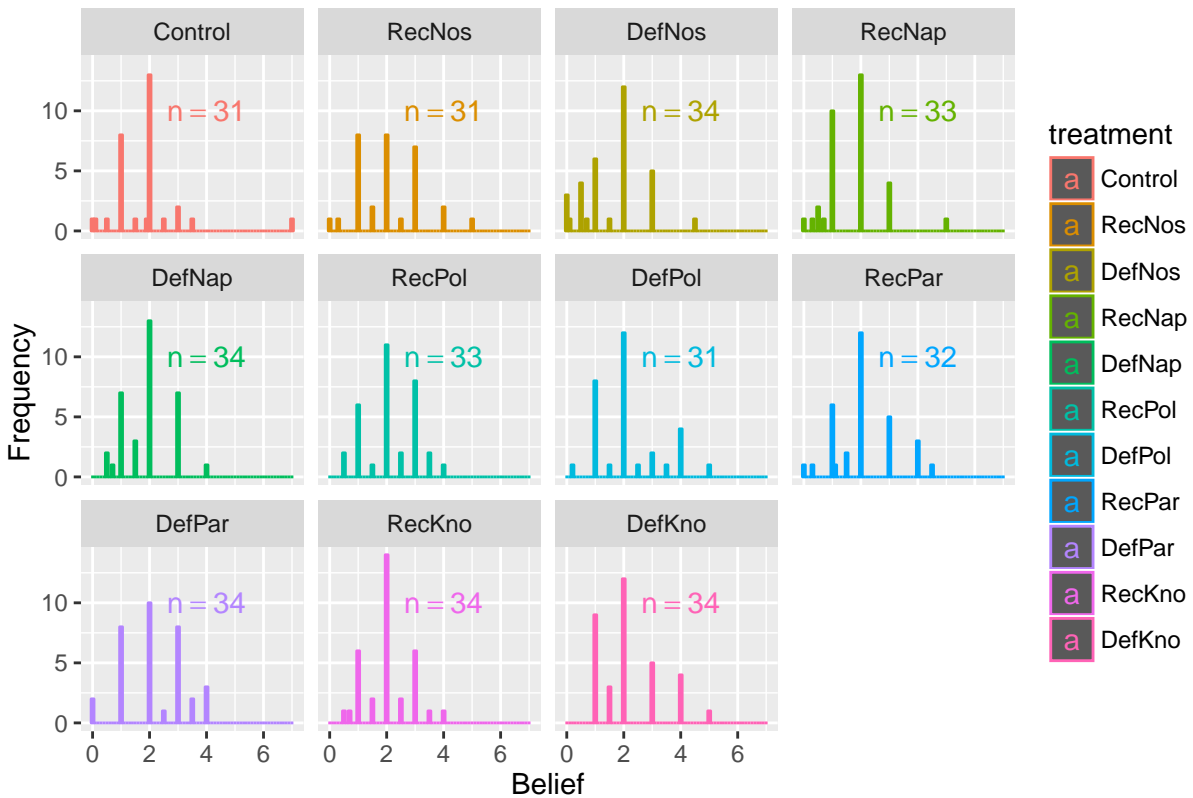 Control RecNos DefNos RecNap
n = 31 n = 31 n = 34 n = 33
10
5
0
DefNap RecPol DefPol RecPar
n = 34 n = 33 n = 31 n = 32
10
5
0
DefPar RecKno DefKno
n = 34 n = 34 n = 34
10
5
0
0 2 4 6 0 2 4 6 0 2 4 6
Belief
Frequency
treatment
a Control
a RecNos
a DefNos
a RecNap
a DefNap
a RecPol
a DefPol
a RecPar
a DefPar
a RecKno
a DefKno